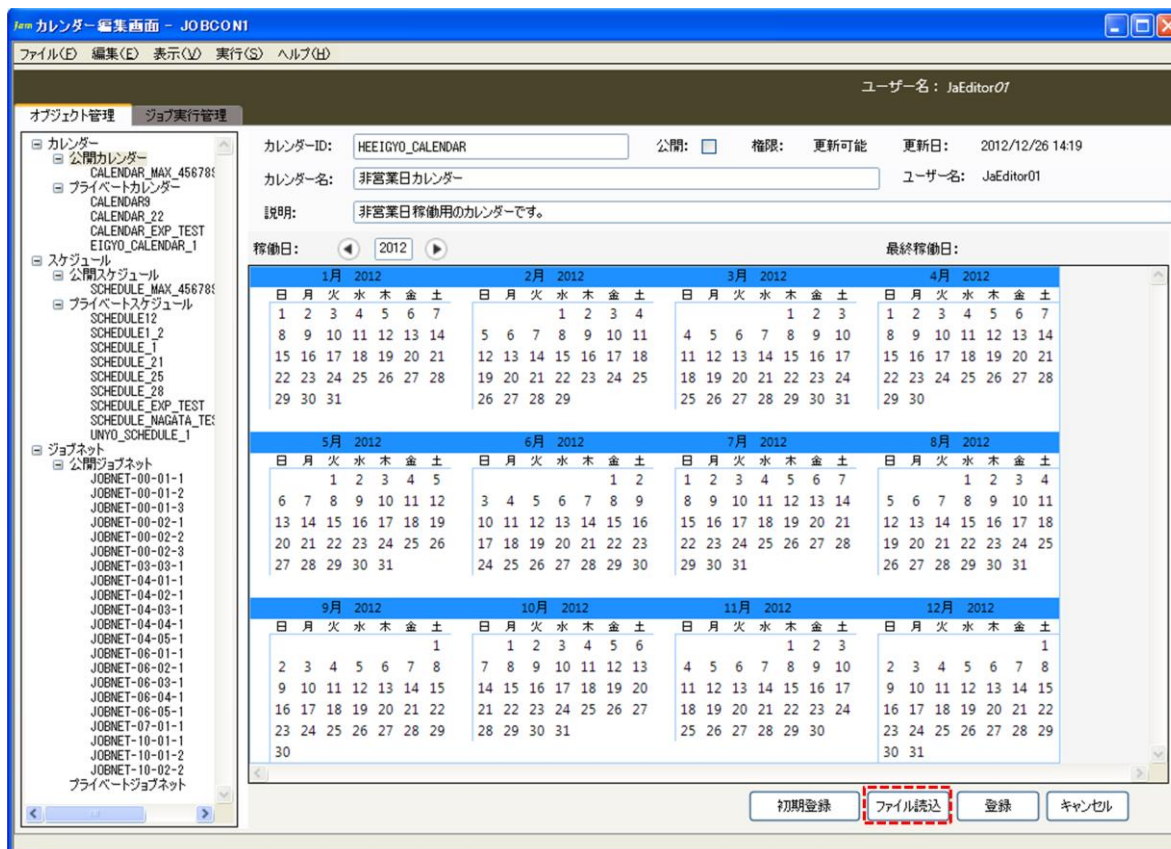 Jam カレンダー編集画面 - JOBCON1
ファイル(F) 編集(E) 表示(V) 実行(S) ヘルプ(H)
ユーザー名 : JaEditor01
オブジェクト管理 ジョブ実行管理
カレンダー
公開カレンダー
CALENDAR_MAX_456789
プライベートカレンダー
CALENDAR9
CALENDAR_22
CALENDAR_EXP_TEST
EIGYO_CALENDAR_1
スケジュール
公開スケジュール
SCHEDULE_MAX_456789
プライベートスケジュール
SCHEDULE12
SCHEDULE1_2
SCHEDULE_1
SCHEDULE_21
SCHEDULE_25
SCHEDULE_28
SCHEDULE_EXP_TEST
SCHEDULE_NAGATA_TES
UNYO_SCHEDULE_1
ジョブネット
公開ジョブネット
JOBNET-00-01-1
JOBNET-00-01-2
JOBNET-00-01-3
JOBNET-00-02-1
JOBNET-00-02-2
JOBNET-00-02-3
JOBNET-03-03-1
JOBNET-04-01-1
JOBNET-04-02-1
JOBNET-04-03-1
JOBNET-04-04-1
JOBNET-04-05-1
JOBNET-06-01-1
JOBNET-06-02-1
JOBNET-06-03-1
JOBNET-06-04-1
JOBNET-06-05-1
JOBNET-07-01-1
JOBNET-10-01-1
JOBNET-10-01-2
JOBNET-10-02-2
プライベートジョブネット
カレンダーID: HEEIGYO_CALENDAR 公開: 権限: 更新可能 更新日: 2012/12/26 14:19
カレンダー名: 非営業日カレンダー ユーザー名: JaEditor01
説明: 非営業日稼働用のカレンダーです。
稼働日: 2012 最終稼働日:
1月 2012 2月 2012 3月 2012 4月 2012
日 月 火 水 木 金 土 日 月 火 水 木 金 土 日 月 火 水 木 金 土 日 月 火 水 木 金 土
1 2 3 4 5 6 7 1 2 3 4 1 2 3 1 2 3 4 5 6 7
8 9 10 11 12 13 14 5 6 7 8 9 10 11 4 5 6 7 8 9 10 8 9 10 11 12 13 14
15 16 17 18 19 20 21 12 13 14 15 16 17 18 11 12 13 14 15 16 17 15 16 17 18 19 20 21
22 23 24 25 26 27 28 19 20 21 22 23 24 25 18 19 20 21 22 23 24 22 23 24 25 26 27 28
29 30 31 26 27 28 29 25 26 27 28 29 30 31 29 30
5月 2012 6月 2012 7月 2012 8月 2012
日 月 火 水 木 金 土 日 月 火 水 木 金 土 日 月 火 水 木 金 土 日 月 火 水 木 金 土
1 2 3 4 5 1 2 1 2 3 4 5 6 7 1 2 3 4
6 7 8 9 10 11 12 3 4 5 6 7 8 9 8 9 10 11 12 13 14 5 6 7 8 9 10 11
13 14 15 16 17 18 19 10 11 12 13 14 15 16 15 16 17 18 19 20 21 12 13 14 15 16 17 18
20 21 22 23 24 25 26 17 18 19 20 21 22 23 22 23 24 25 26 27 28 19 20 21 22 23 24 25
27 28 29 30 31 24 25 26 27 28 29 30 29 30 31 26 27 28 29 30 31
9月 2012 10月 2012 11月 2012 12月 2012
日 月 火 水 木 金 土 日 月 火 水 木 金 土 日 月 火 水 木 金 土 日 月 火 水 木 金 土
1 1 2 3 4 5 6 1 2 3 1
2 3 4 5 6 7 8 7 8 9 10 11 12 13 4 5 6 7 8 9 10 2 3 4 5 6 7 8
9 10 11 12 13 14 15 14 15 16 17 18 19 20 11 12 13 14 15 16 17 9 10 11 12 13 14 15
16 17 18 19 20 21 22 21 22 23 24 25 26 27 18 19 20 21 22 23 24 16 17 18 19 20 21 22
23 24 25 26 27 28 29 28 29 30 31 25 26 27 28 29 30 23 24 25 26 27 28 29
30 30 31
初期登録 ファイル読込 登録 キャンセル